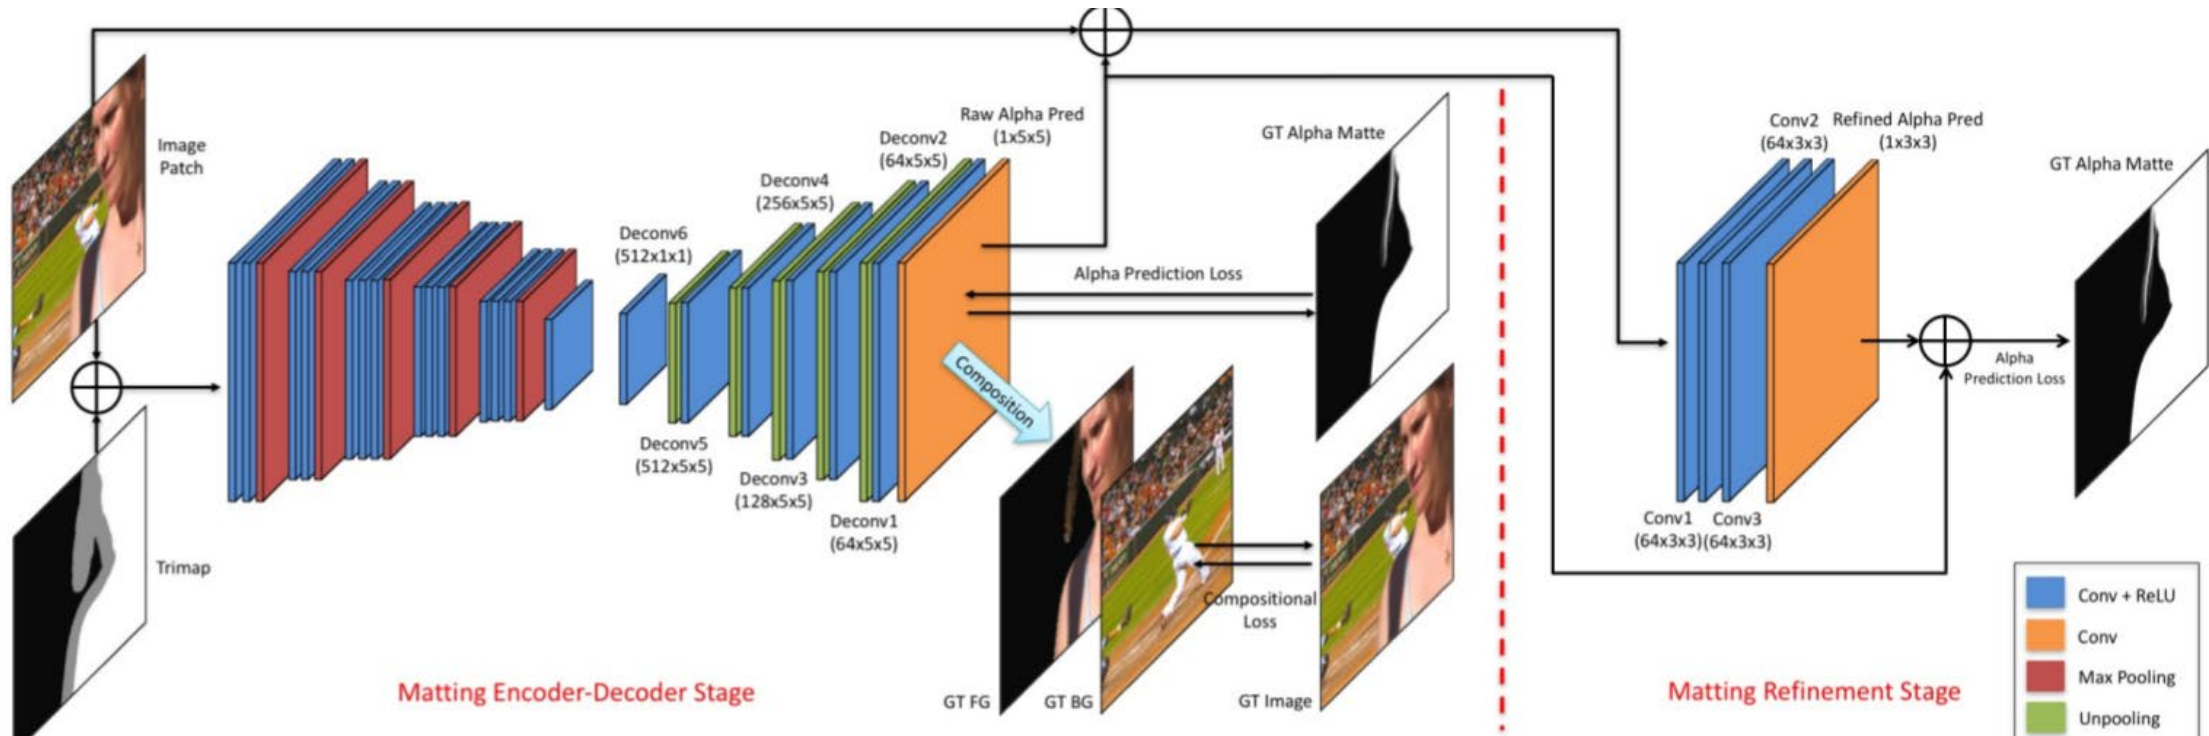 Image
Patch
Trimap
Deconv6
(512x1x1)
Deconv5
(512x5x5)
Deconv4
(256x5x5)
Deconv3
(128x5x5)
Deconv2
(64x5x5)
Deconv1
(64x5x5)
Raw Alpha Pred
(1x5x5)
Alpha Prediction Loss
GT Alpha Matte
Composition
GT FG
GT BG
Compositional
Loss
GT Image
Matting Encoder-Decoder Stage
Conv1
(64x3x3)
Conv2
(64x3x3)
Conv3
(64x3x3)
Refined Alpha Pred
(1x3x3)
Alpha
Prediction Loss
GT Alpha Matte
Matting Refinement Stage
Conv + ReLU
Conv
Max Pooling
Unpooling